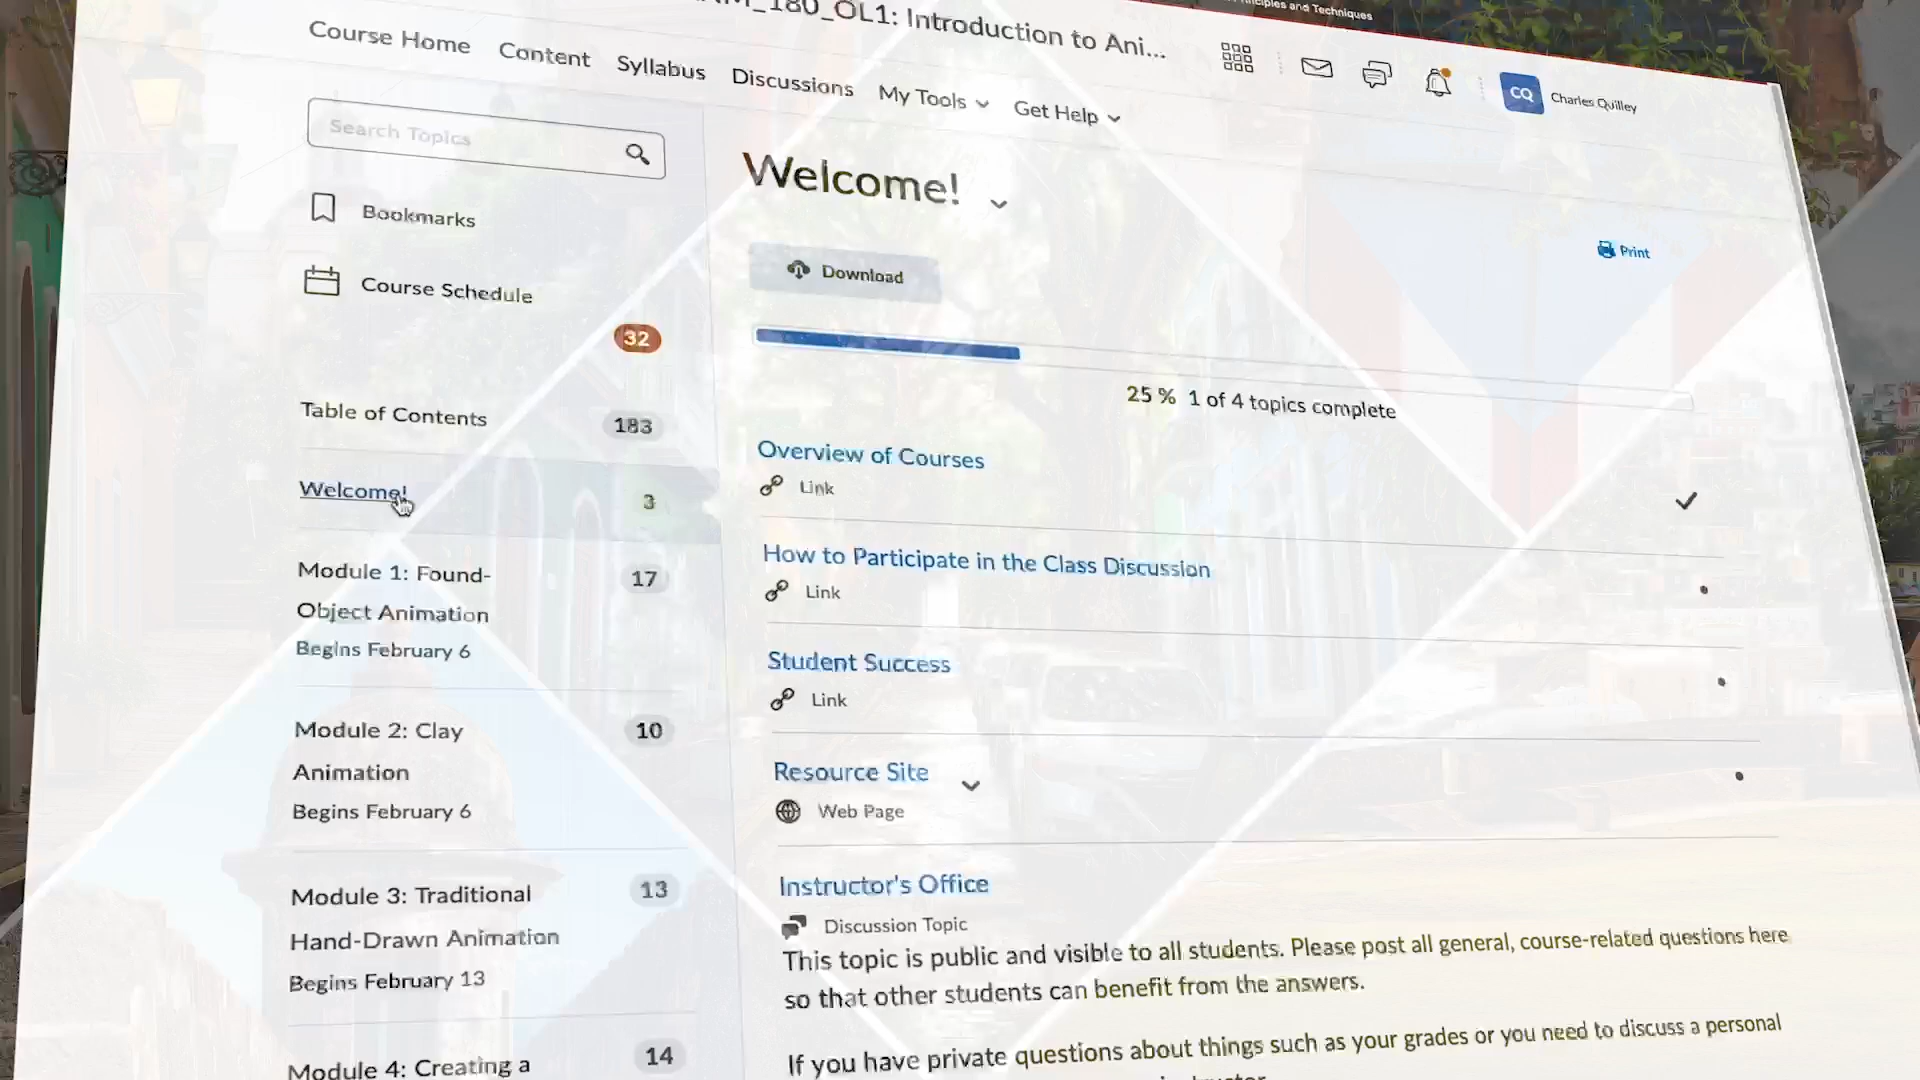 and Techniques
_180_OL1: Introduction to Ani...
Course Home
Content
Syllabus
Discussions
My Tools
Get Help
CQ
Charles Quilley
Search Topics
Bookmarks
Course Schedule
32
Table of Contents
183
Welcome!
3
Module 1: Found-
Object Animation
17
Begins February 6
Module 2: Clay
Animation
10
Begins February 6
Module 3: Traditional
Hand-Drawn Animation
13
Begins February 13
Module 4: Creating a
14
Welcome!
Print
Download
25 % 1 of 4 topics complete
Overview of Courses
Link
How to Participate in the Class Discussion
Link
Student Success
Link
Resource Site
Web Page
Instructor's Office
Discussion Topic
This topic is public and visible to all students. Please post all general, course-related questions here
so that other students can benefit from the answers.
If you have private questions about things such as your grades or you need to discuss a personal